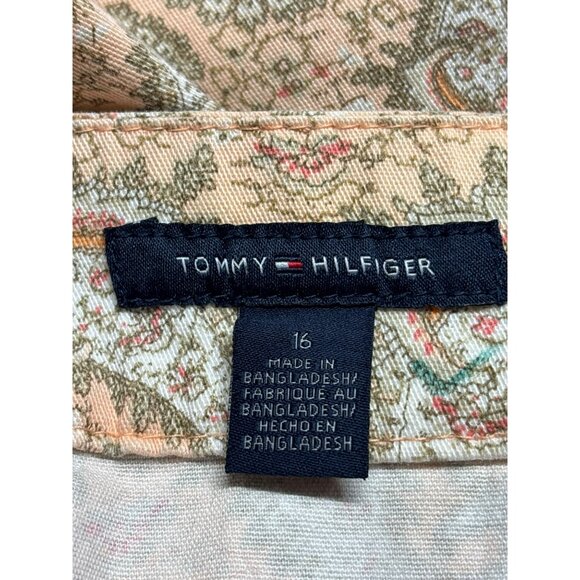 TOMMY HILFIGER
16
MADE IN
BANGLADESH/
FABRIQUE AU
BANGLADESH/
HECHO EN
BANGLADESH